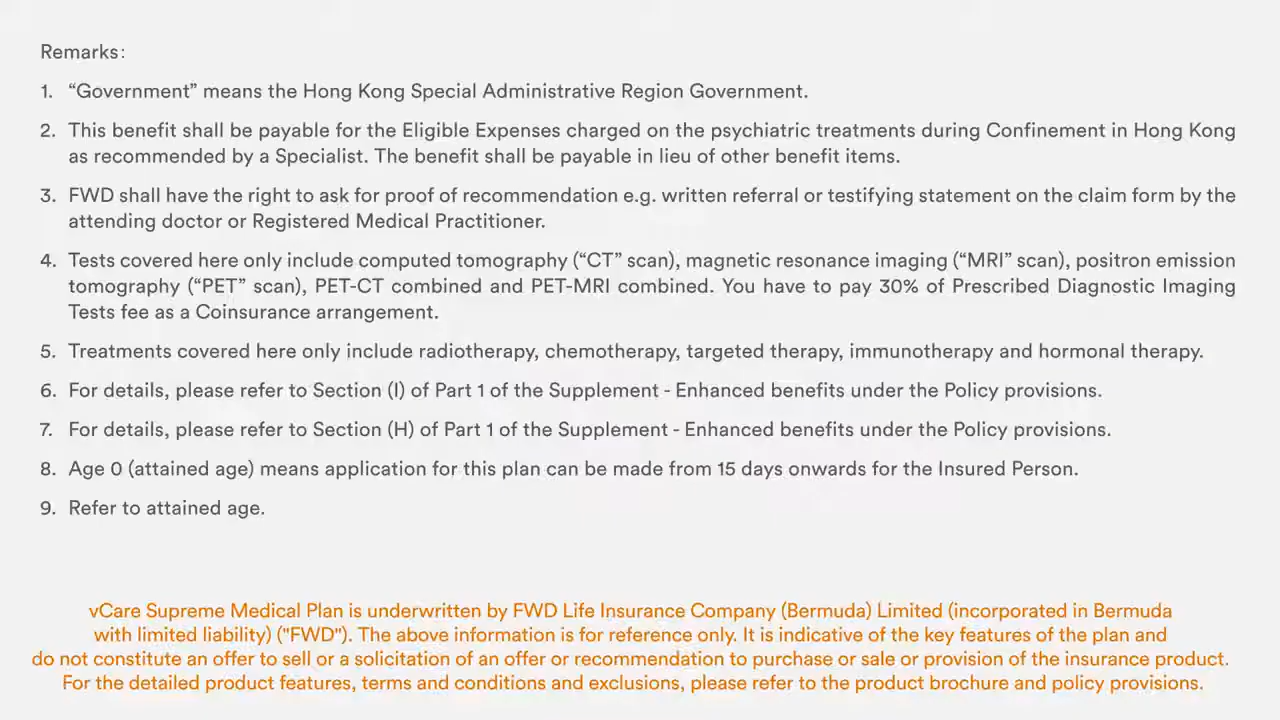 Remarks:
1. “Government” means the Hong Kong Special Administrative Region Government.
2. This benefit shall be payable for the Eligible Expenses charged on the psychiatric treatments during Confinement in Hong Kong
as recommended by a Specialist. The benefit shall be payable in lieu of other benefit items.
3. FWD shall have the right to ask for proof of recommendation e.g. written referral or testifying statement on the claim form by the
attending doctor or Registered Medical Practitioner.
4. Tests covered here only include computed tomography (“CT” scan), magnetic resonance imaging (“MRI” scan), positron emission
tomography (“PET” scan), PET-CT combined and PET-MRI combined. You have to pay 30% of Prescribed Diagnostic Imaging
Tests fee as a Coinsurance arrangement.
5. Treatments covered here only include radiotherapy, chemotherapy, targeted therapy, immunotherapy and hormonal therapy.
6. For details, please refer to Section (I) of Part 1 of the Supplement - Enhanced benefits under the Policy provisions.
7. For details, please refer to Section (H) of Part 1 of the Supplement - Enhanced benefits under the Policy provisions.
8. Age 0 (attained age) means application for this plan can be made from 15 days onwards for the Insured Person.
9. Refer to attained age.
vCare Supreme Medical Plan is underwritten by FWD Life Insurance Company (Bermuda) Limited (incorporated in Bermuda
with limited liability) ("FWD"). The above information is for reference only. It is indicative of the key features of the plan and
do not constitute an offer to sell or a solicitation of an offer or recommendation to purchase or sale or provision of the insurance product.
For the detailed product features, terms and conditions and exclusions, please refer to the product brochure and policy provisions.